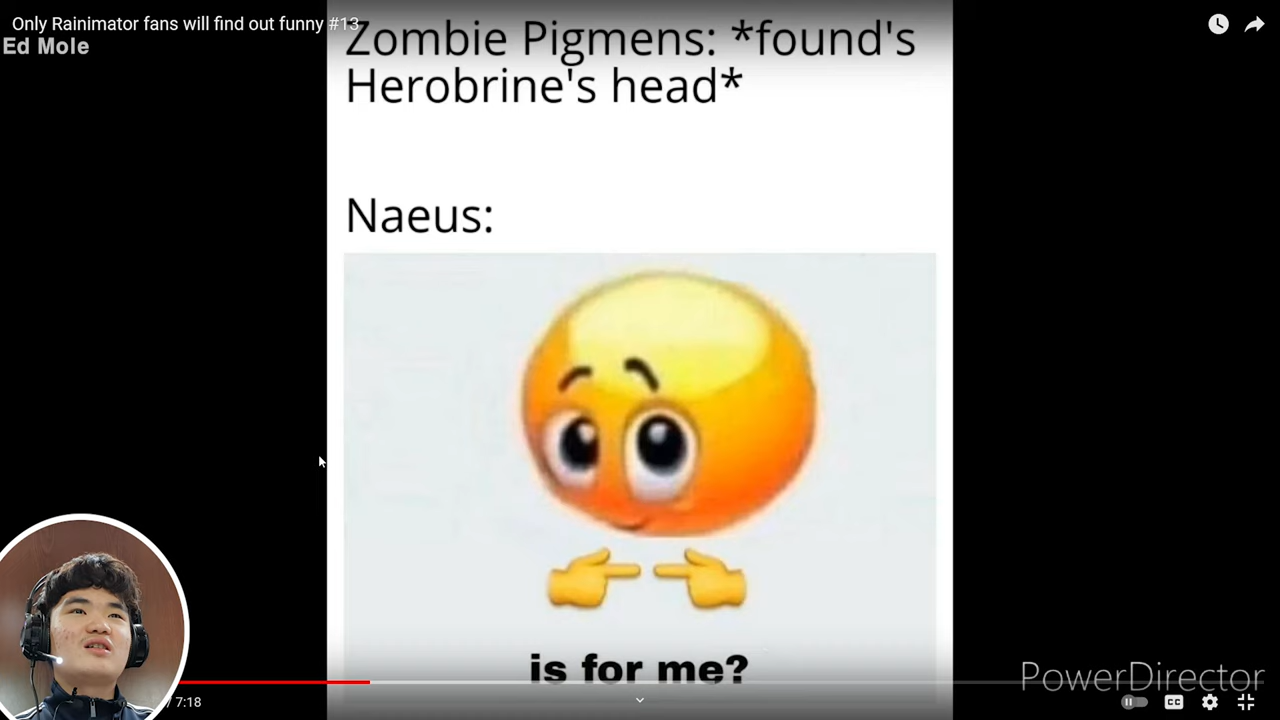 Only Rainimator fans will find out funny #13
Ed Mole
Zombie Pigmens: *found's
Herobrine's head*
Naeus:
is for me?
PowerDirector
/ 7:18
CC